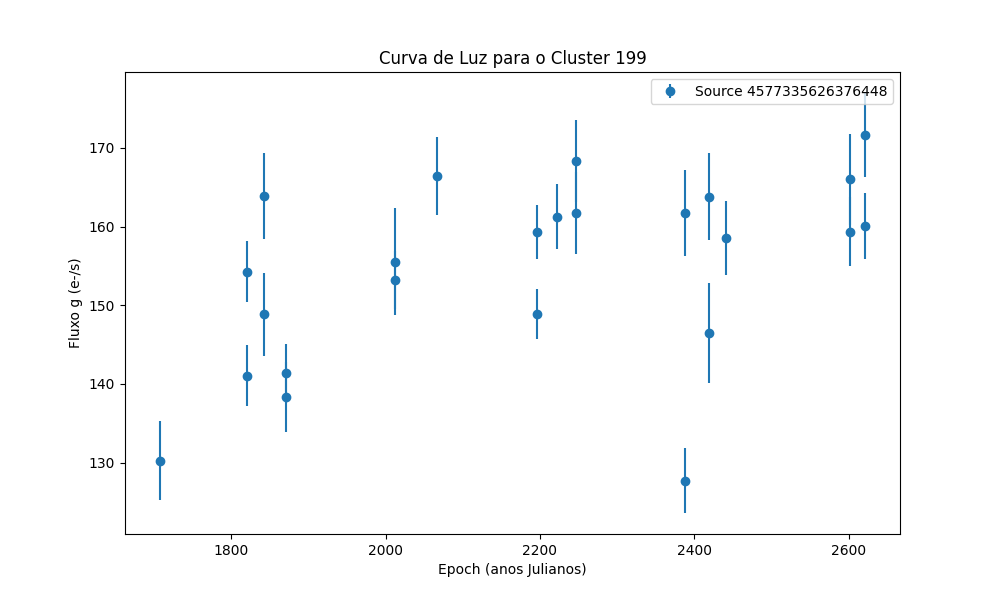 Curva de Luz para o Cluster 199
Source 4577335626376448
Fluxo g (e-/s)
170
160
150
140
130
1800
2000
2200
2400
2600
Epoch (anos Julianos)